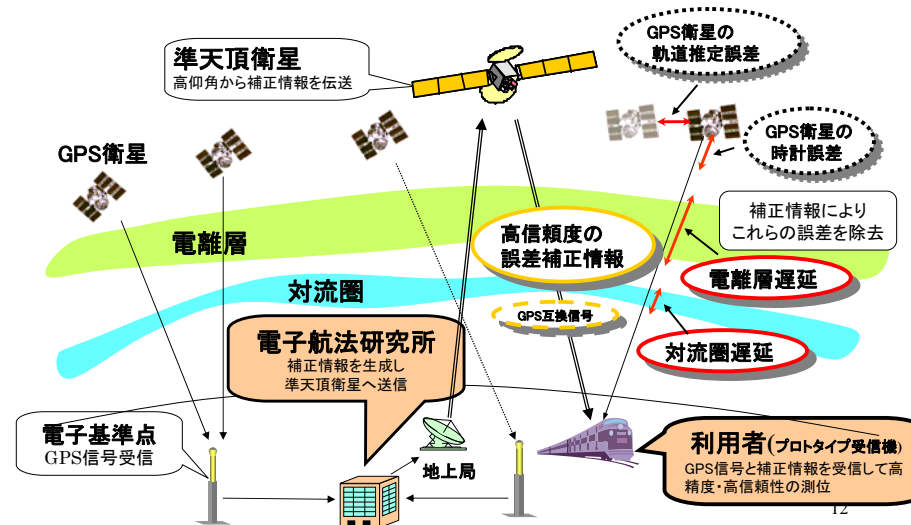 準天頂衛星
高仰角から補正情報を伝送
GPS衛星の
軌道推定誤差
GPS衛星の
時計誤差
GPS衛星
補正情報により
これらの誤差を除去
電離層
高信頼度の
誤差補正情報
電離層遅延
対流圏
GPS互換信号
対流圏遅延
電子航法研究所
補正情報を生成し
準天頂衛星へ送信
電子基準点
GPS信号受信
地上局
利用者(プロトタイプ受信機)
GPS信号と補正情報を受信して高
精度・高信頼性の測位
12